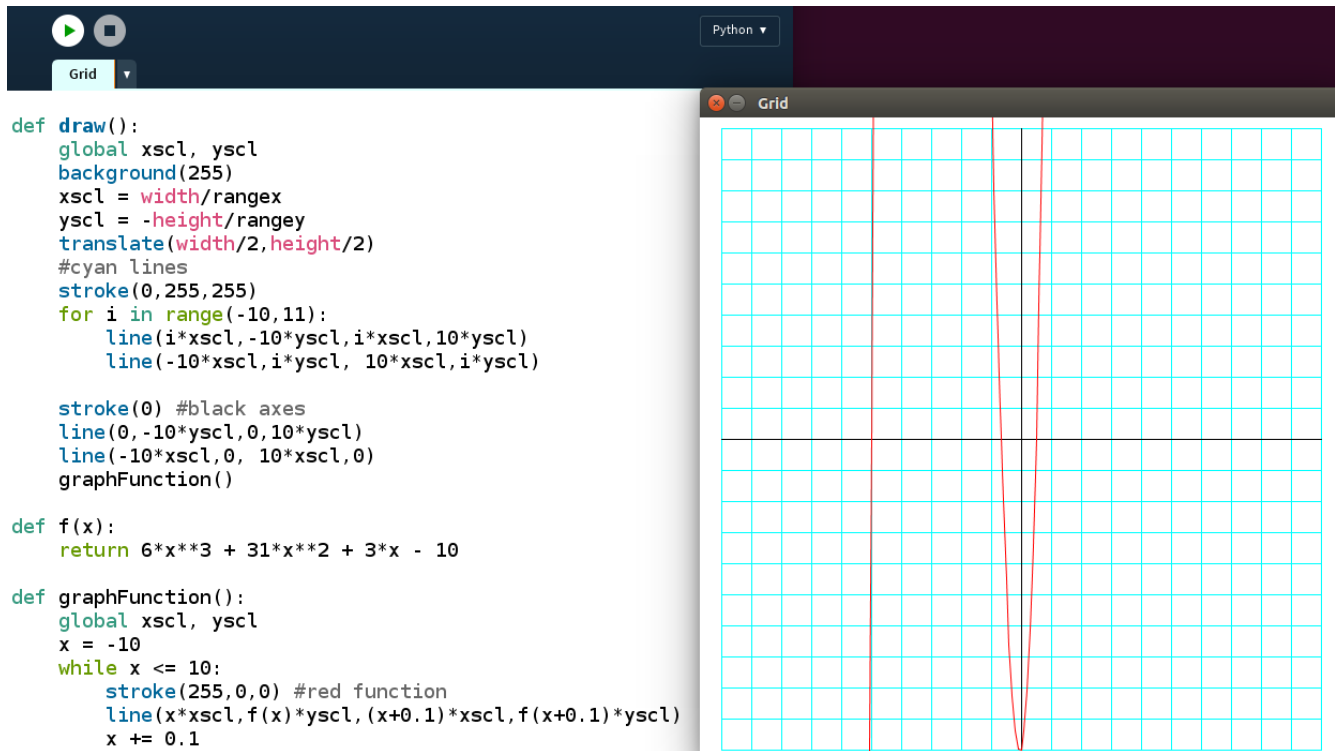 Python ▼
Grid ▼
Grid
def draw():
    global xscl, yscl
    background(255)
    xscl = width/rangex
    yscl = -height/rangey
    translate(width/2,height/2)
    #cyan lines
    stroke(0,255,255)
    for i in range(-10,11):
        line(i*xscl,-10*yscl,i*xscl,10*yscl)
        line(-10*xscl,i*yscl, 10*xscl,i*yscl)

    stroke(0) #black axes
    line(0,-10*yscl,0,10*yscl)
    line(-10*xscl,0, 10*xscl,0)
    graphFunction()

def f(x):
    return 6*x**3 + 31*x**2 + 3*x - 10

def graphFunction():
    global xscl, yscl
    x = -10
    while x <= 10:
        stroke(255,0,0) #red function
        line(x*xscl,f(x)*yscl,(x+0.1)*xscl,f(x+0.1)*yscl)
        x += 0.1